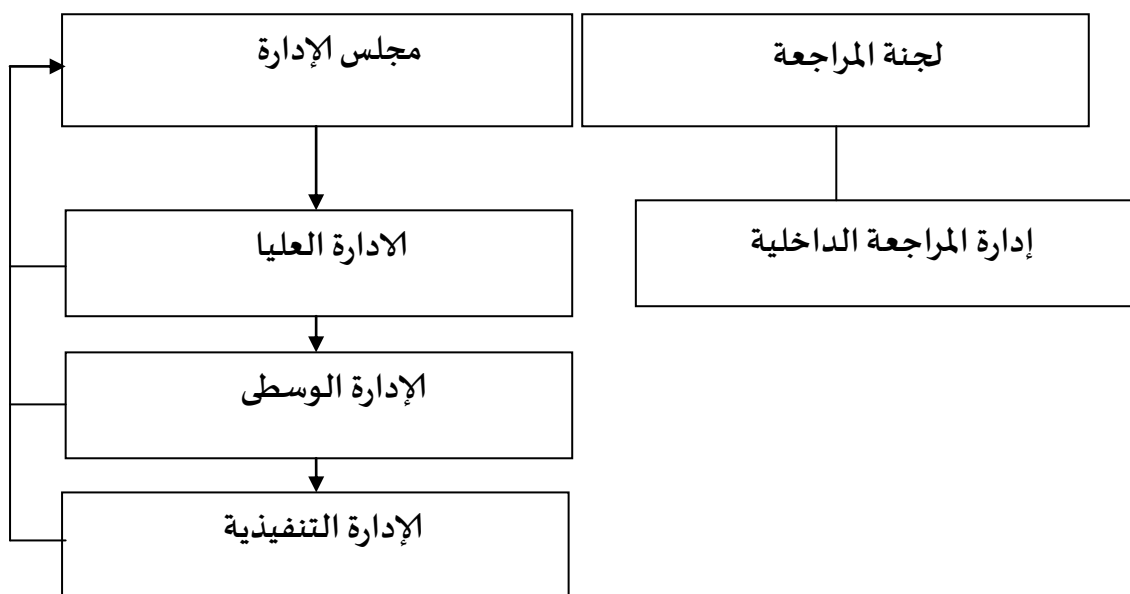 لجنة المراجعة
مجلس الإدارة
إدارة المراجعة الداخلية
الادارة العليا
الإدارة الوسطى
الإدارة التنفيذية